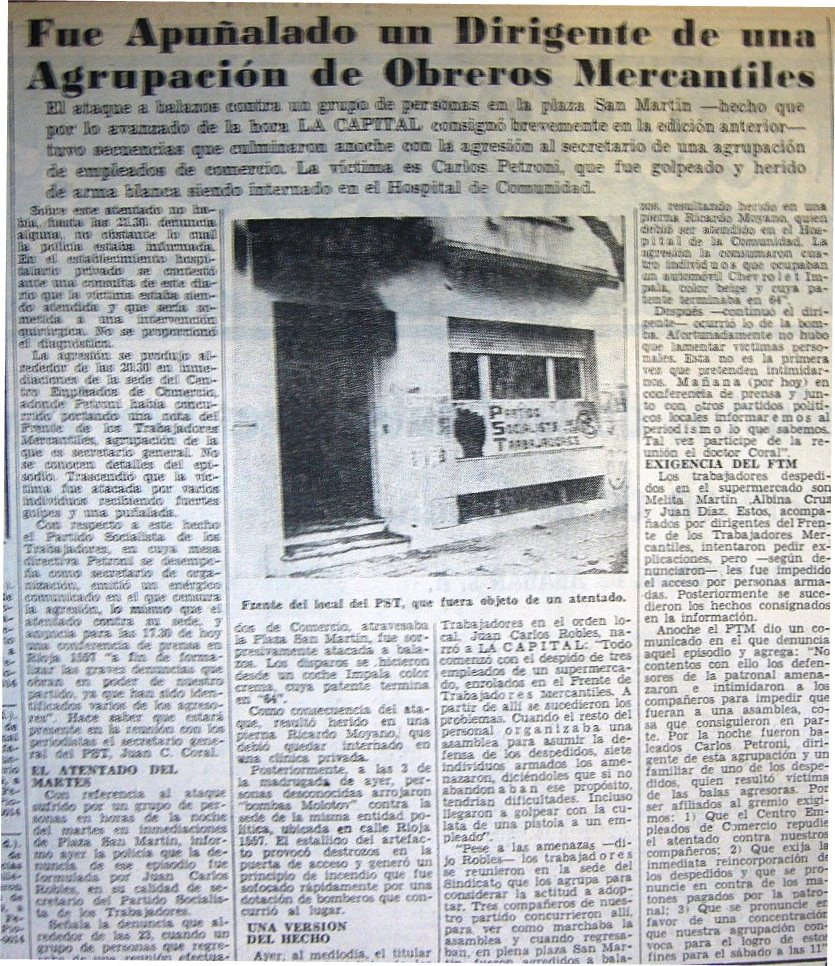 Fue Apuñalado un Dirigente de una
Agrupación de Obreros Mercantiles
El ataque a balazos contra un grupo de personas en la plaza San Martín —hecho que
por lo avanzado de la hora LA CAPITAL consignó brevemente en la edición anterior—
tuvo secuencias que culminaron anoche con la agresión al secretario de una agrupación
de empleados de comercio. La víctima es Carlos Petroni, que fue golpeado y herido
de arma blanca siendo internado en el Hospital de Comunidad.
Sobre este atentado no ha-
bía, hasta las 21.30, denuncia
alguna, no obstante lo cual
la policía estaba informada.
En el establecimiento hospi-
talario privado se contestó
ante una consulta de este dia-
rio que la víctima estaba sien-
do atendida y que sería so-
metida a una intervención
quirúrgica. No se proporcionó
el diagnóstico.
La agresión se produjo al-
rededor de las 20.30 en inme-
diaciones de la sede del Cen-
tro Empleados de Comercio,
adonde Petroni había concu-
rrido portando una nota del
Frente de los Trabajadores
Mercantiles, agrupación de la
que es secretario general. No
se conocen detalles del epi-
sodio. Trascendió que la víc-
tima fue atacada por varios
individuos recibiendo fuertes
golpes y una puñalada.
Con respecto a este hecho
el Partido Socialista de los
Trabajadores, en cuya mesa
directiva Petroni se desempe-
ña como secretario de orga-
nización, emitió un enérgico
comunicado en el que censura
la agresión, lo mismo que el
atentado contra su sede, y
anuncia para las 17.30 de hoy
una conferencia de prensa en
Rioja 1557 "a fin de forma-
lizar las graves denuncias que
obran en poder de nuestro
partido, ya que han sido iden-
tificados varios de los agreso-
res". Hace saber que estará
presente en la reunión con los
periodistas el secretario gene-
ral del PST, Juan C. Coral.
EL ATENTADO DEL
MARTES
Con referencia al ataque
sufrido por un grupo de per-
sonas en horas de la noche
del martes en inmediaciones
de Plaza San Martín, infor-
mó ayer la policía que la de-
nuncia de ese episodio fue
formulada por Juan Carlos
Robles, en su calidad de se-
cretario del Partido Socialis-
ta de los Trabajadores.
Señala la denuncia que al-
rededor de las 23, cuando un
grupo de personas que regre-
PARTIDO
SOCIALISTA DE LOS
TRABAJADORES
Frente del local del PST, que fuera objeto de un atentado.
dos de Comercio, atravesaba
la Plaza San Martín, fue sor-
presivamente atacada a bala-
zos. Los disparos se hicieron
desde un coche Impala color
crema, cuya patente termina
en "64".
Como consecuencia del ata-
que, resultó herido en una
pierna Ricardo Moyano, que
debió quedar internado en
una clínica privada.
Posteriormente, a las 3 de
la madrugada de ayer, per-
sonas desconocidas arrojaron
"bombas Molotov" contra la
sede de la misma entidad po-
lítica, ubicada en calle Rioja
1557. El estallido del artefac-
to provocó destrozos en la
puerta de acceso y generó un
principio de incendio que fue
sofocado rápidamente por una
dotación de bomberos que con-
currió al lugar.
UNA VERSION
DEL HECHO
Ayer, al mediodía, el titular
Trabajadores en el orden lo-
cal, Juan Carlos Robles, na-
rró a LA CAPITAL: "Todo
comenzó con el despido de tres
empleados de un supermerca-
do, enrolados en el Frente de
Trabajadores Mercantiles. A
partir de allí se sucedieron los
problemas. Cuando el resto del
personal organizaba una
asamblea para asumir la de-
fensa de los despedidos, siete
individuos armados los ame-
nazaron, diciéndoles que si no
abandonaban ese propósito,
tendrían dificultades. Incluso
llegaron a golpear con la cu-
lata de una pistola a un em-
pleado".
"Pese a las amenazas —di-
jo Robles— los trabajadores
se reunieron en la sede del
Sindicato que los agrupa para
considerar la actitud a adop-
tar. Tres compañeros de nues-
tro partido concurrieron allí,
para ver como marchaba la
asamblea y cuando regresa-
ban, en plena plaza San Mar-
tín fueron agredidos a bala-
zos, resultando herido en una
pierna Ricardo Moyano, quien
debió ser atendido en el Hos-
pital de la Comunidad. La
agresión la consumaron cua-
tro individuos que ocupaban
un automóvil Chevrolet Im-
pala, color beige y cuya pa-
tente terminaba en 64".
Después —continuó el diri-
gente— ocurrió lo de la bom-
ba. Afortunadamente no hubo
que lamentar víctimas perso-
nales. Esta no es la primera
vez que pretenden intimidar-
nos. Mañana (por hoy) en
conferencia de prensa y jun-
to con otros partidos políti-
cos locales informaremos al
periodismo lo que sabemos.
Tal vez participe de la re-
unión el doctor Coral".
EXIGENCIA DEL FTM
Los trabajadores despedi-
dos en el supermercado son
Melita Martín, Albina Cruz
y Juan Díaz. Estos, acompa-
ñados por dirigentes del Frente
de los Trabajadores Mer-
cantiles, intentaron pedir ex-
plicaciones, pero —según de-
nunciaron— les fue impedido
el acceso por personas arma-
das. Posteriormente se suce-
dieron los hechos consignados
en la información.
Anoche el FTM dio un co-
municado en el que denuncia
aquel episodio y agrega: "No
contentos con ello los defen-
sores de la patronal amenaza-
ron e intimidaron a los
compañeros para impedir que
fueran a una asamblea, co-
sa que consiguieron en par-
te. Por la noche fueron ba-
leados Carlos Petroni, diri-
gente de esta agrupación y un
familiar de uno de los despe-
didos, quien resultó víctima
de las balas agresoras. Por
ser afiliados al gremio exigi-
mos: 1) Que el Centro Em-
pleados de Comercio repudie
el atentado contra nuestros
compañeros; 2) Que exija la
inmediata reincorporación de
los despedidos y que se pro-
nuncie en contra de los ma-
tones pagados por la patro-
nal; 3) Que se pronuncie en
favor de una concentración
que nuestra agrupación con-
voca para el logro de estos
fines para el sábado a las 11"